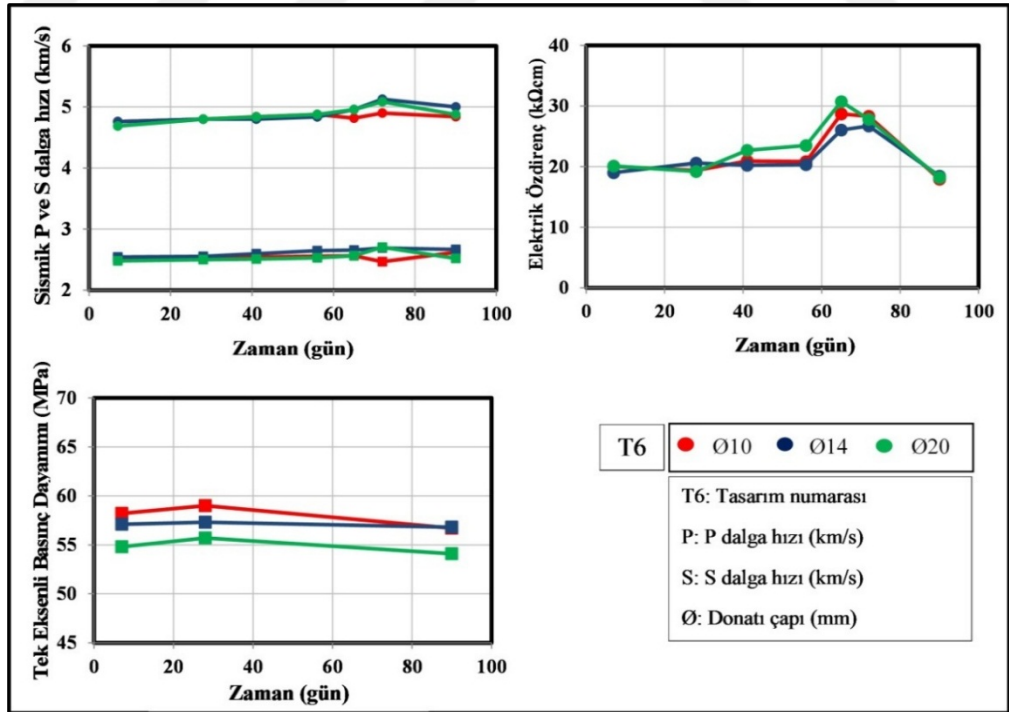 Sismik P ve S dalga hızı (km/s)
6
5
4
3
2
0
20
40
60
80
100
Zaman (gün)
Elektrik Özdirenç (kΩcm)
40
30
20
10
0
0
20
40
60
80
100
Zaman (gün)
Tek Eksenli Basınç Dayanımı (MPa)
70
65
60
55
50
45
0
20
40
60
80
100
Zaman (gün)
T6
Ø10 Ø14 Ø20
T6: Tasarım numarası
P: P dalga hızı (km/s)
S: S dalga hızı (km/s)
Ø: Donatı çapı (mm)